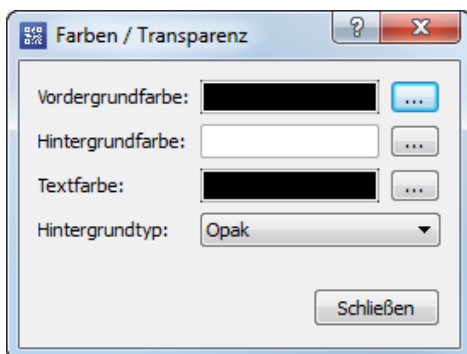 Farben / Transparenz
Vordergrundfarbe: ...
Hintergrundfarbe: ...
Textfarbe: ...
Hintergrundtyp: Opak
Schließen